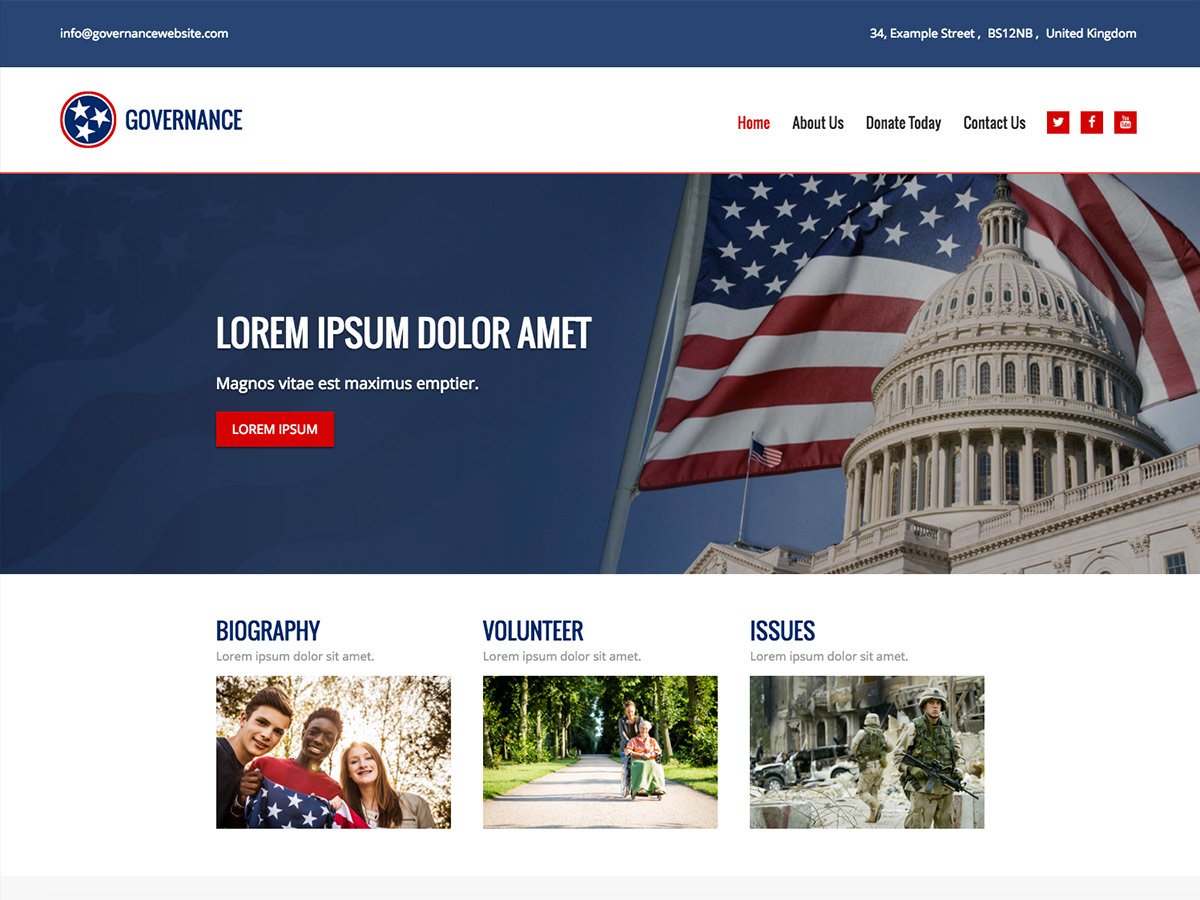 info@governancewebsite.com
34, Example Street , BS12NB , United Kingdom
GOVERNANCE
Home About Us Donate Today Contact Us
You Tube
LOREM IPSUM DOLOR AMET
Magnos vitae est maximus emptier.
LOREM IPSUM
BIOGRAPHY
Lorem ipsum dolor sit amet.
VOLUNTEER
Lorem ipsum dolor sit amet.
ISSUES
Lorem ipsum dolor sit amet.